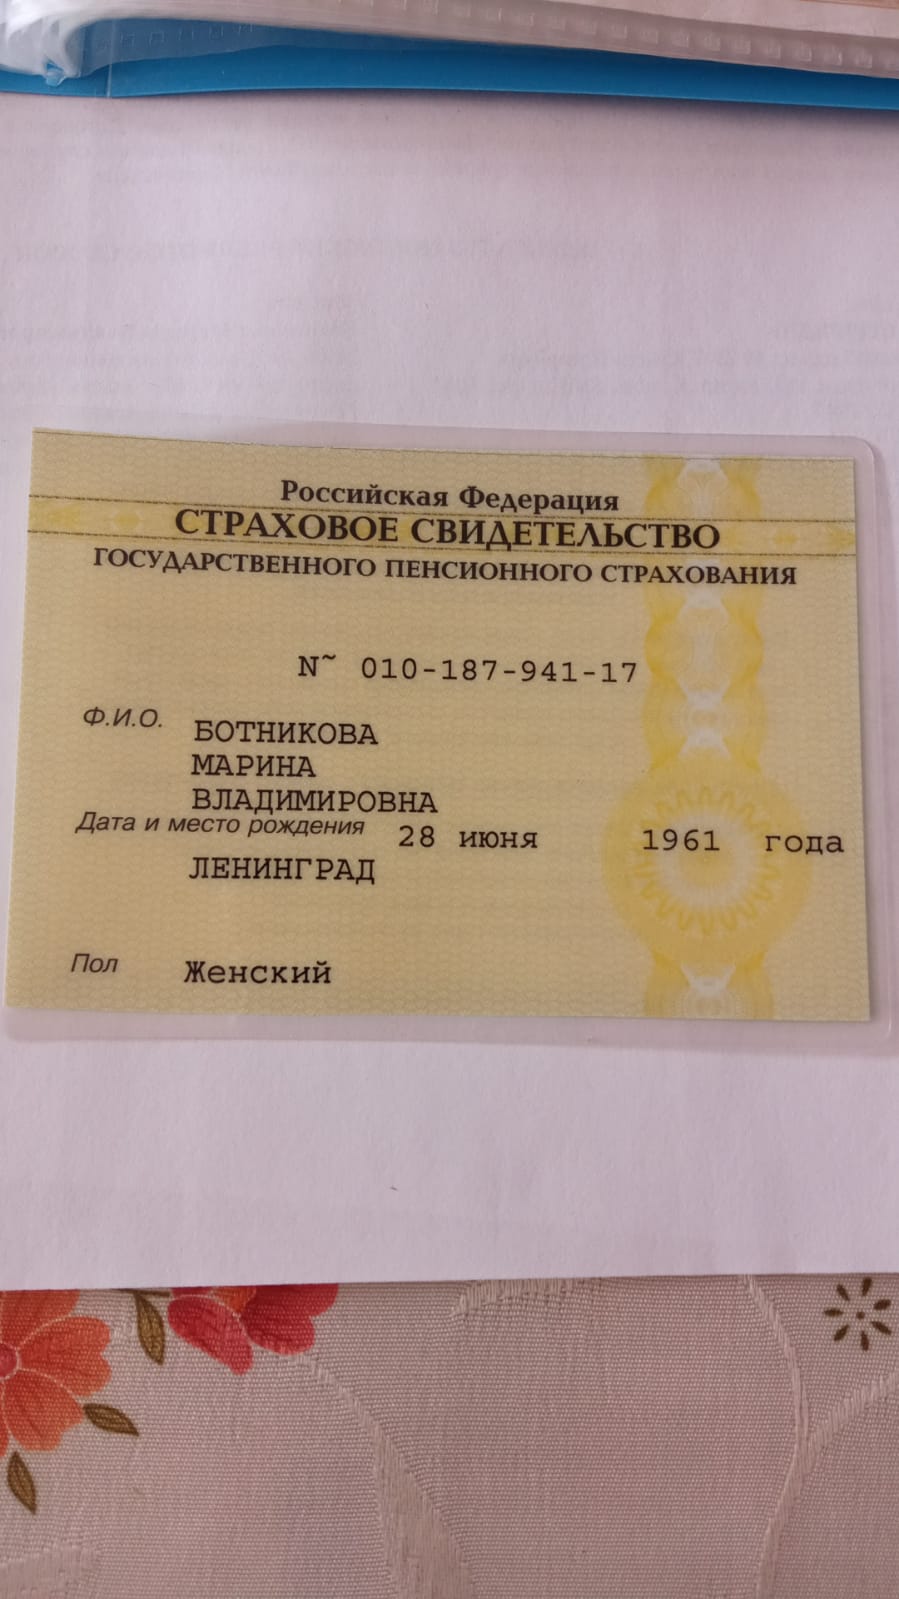 Российская Федерация
СТРАХОВОЕ СВИДЕТЕЛЬСТВО
ГОСУДАРСТВЕННОГО ПЕНСИОННОГО СТРАХОВАНИЯ
N~ 010-187-941-17
Ф.И.О. БОТНИКОВА
МАРИНА
ВЛАДИМИРОВНА
Дата и место рождения 28 июня 1961 года
ЛЕНИНГРАД
Пол Женский